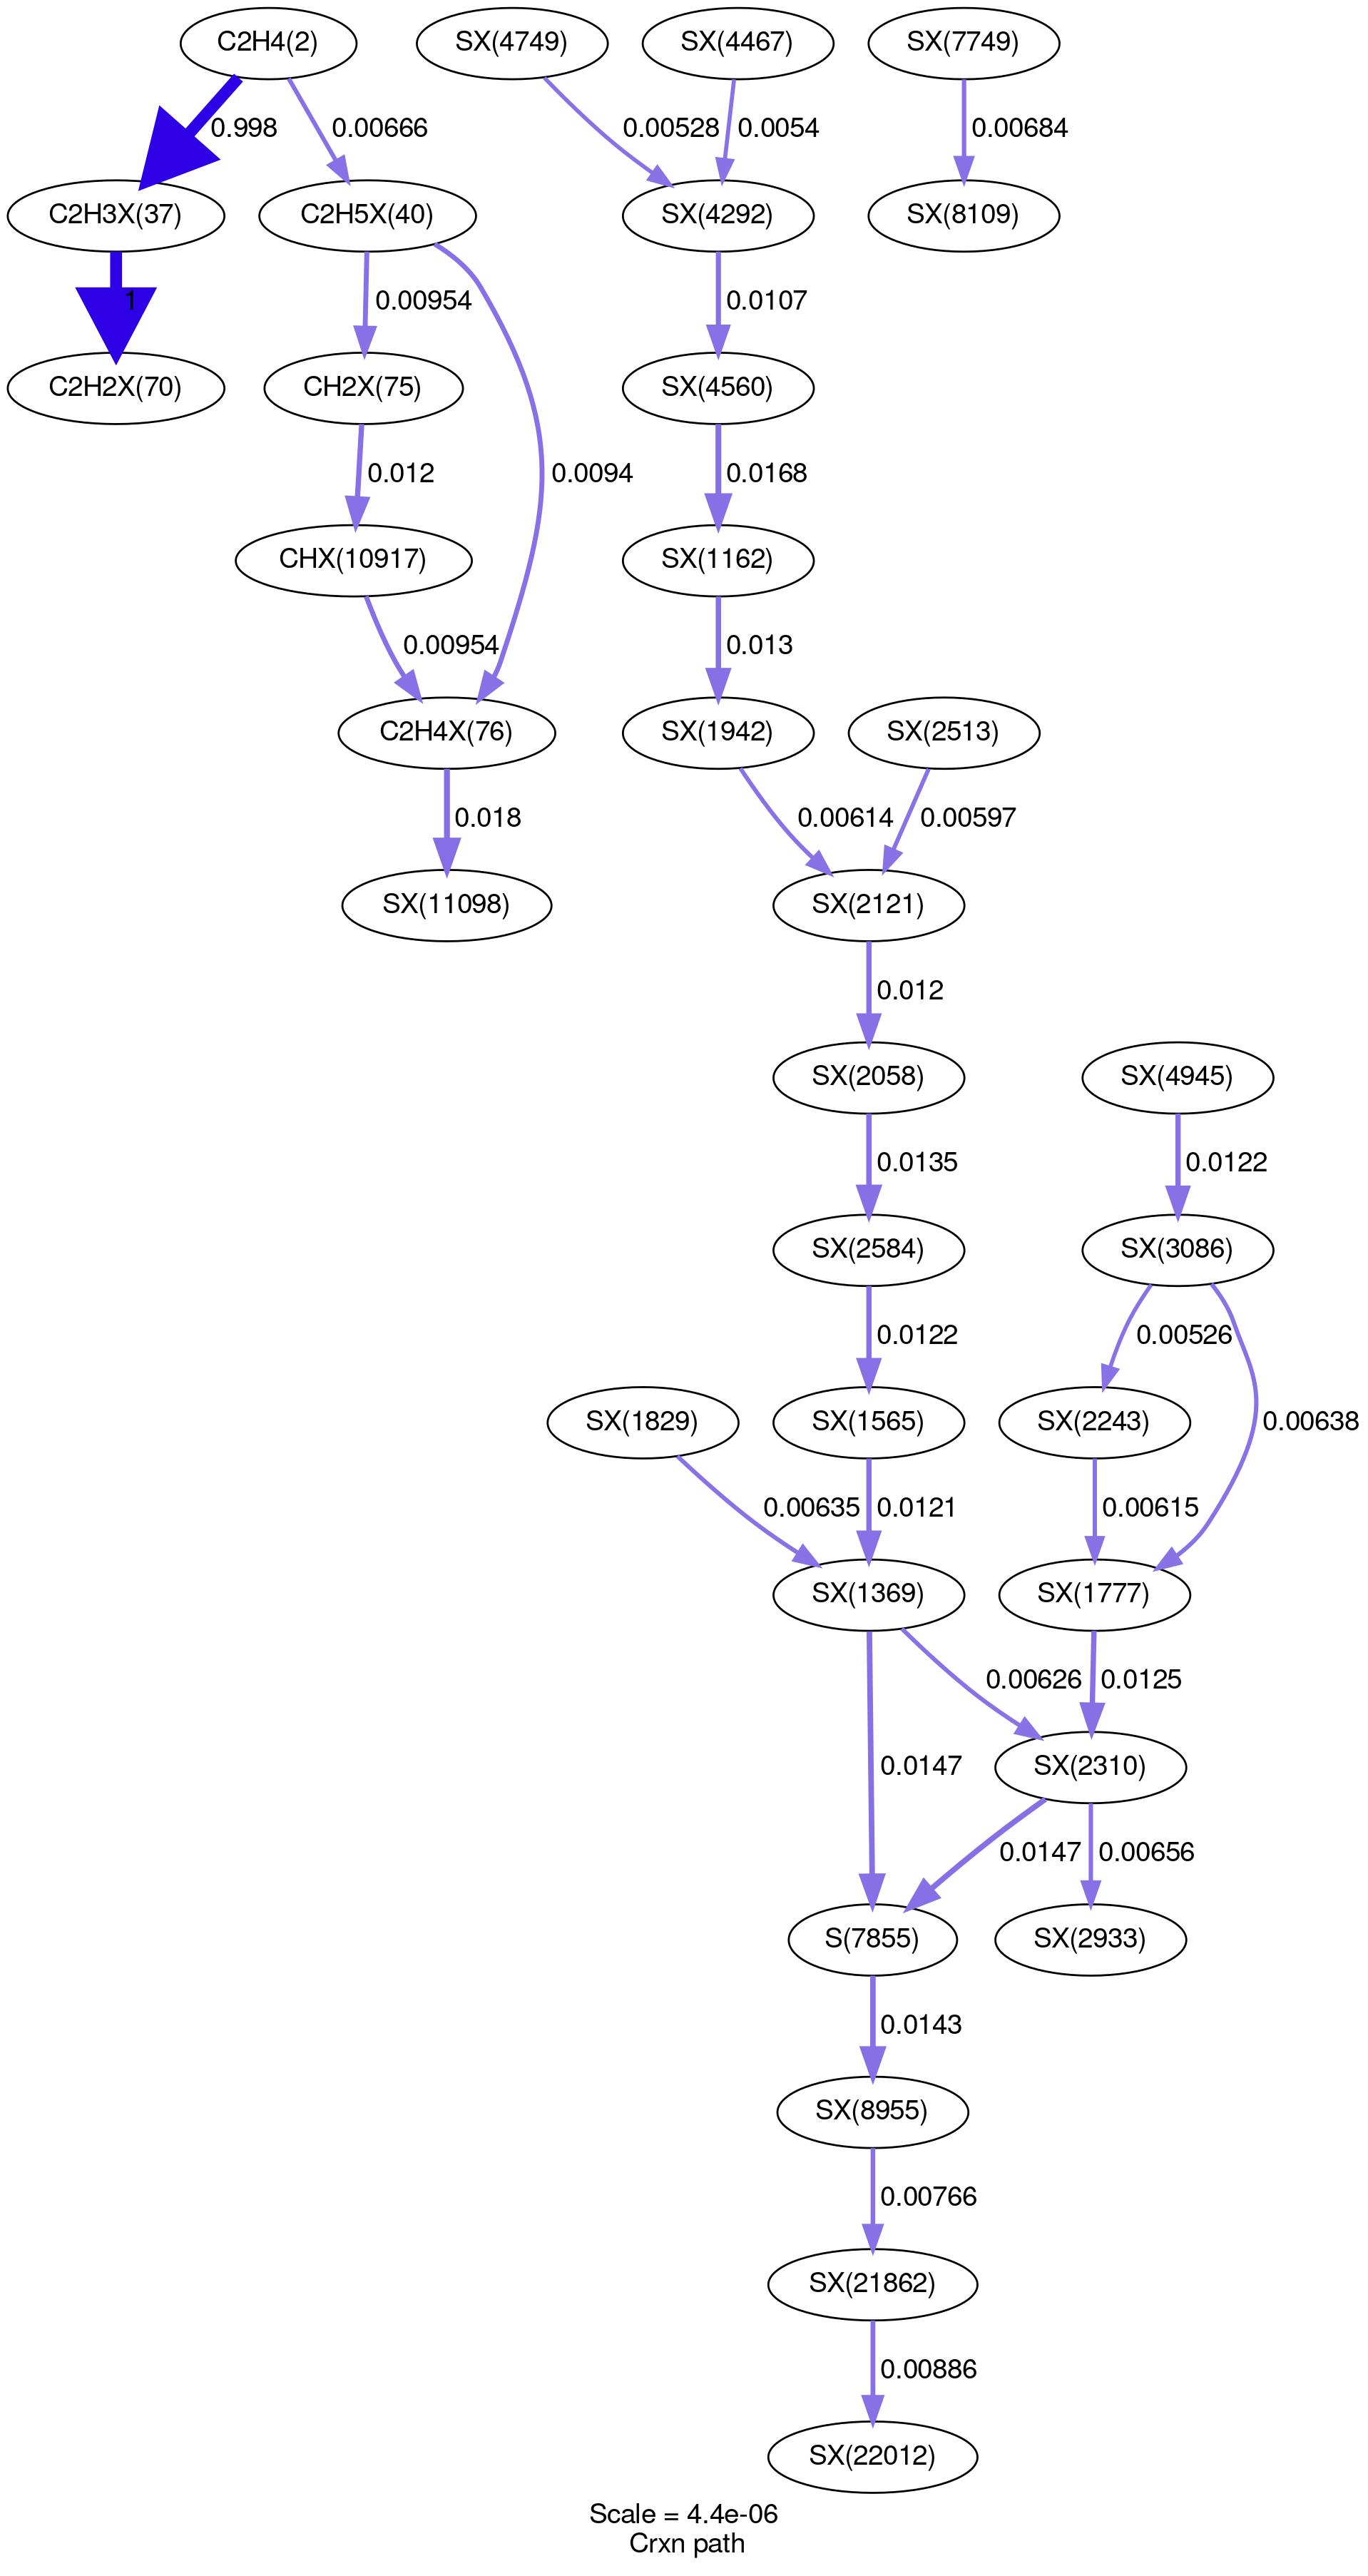 C2H4(2)
SX(4749)
SX(4467)
SX(7749)
0.998
0.00666
0.00528
0.0054
0.00684
C2H3X(37)
C2H5X(40)
SX(4292)
SX(8109)
1
0.00954
0.0107
C2H2X(70)
CH2X(75)
SX(4560)
0.012
0.0094
0.0168
CHX(10917)
SX(1162)
0.00954
0.013
C2H4X(76)
SX(1942)
SX(2513)
0.018
0.00614
0.00597
SX(11098)
SX(2121)
0.012
SX(2058)
SX(4945)
0.0135
0.0122
SX(2584)
SX(3086)
0.0122
0.00526
SX(1829)
SX(1565)
SX(2243)
0.00638
0.00635
0.0121
0.00615
SX(1369)
SX(1777)
0.00626
0.0125
0.0147
SX(2310)
0.0147
0.00656
S(7855)
SX(2933)
0.0143
SX(8955)
0.00766
SX(21862)
0.00886
SX(22012)
Scale = 4.4e-06
Crxn path